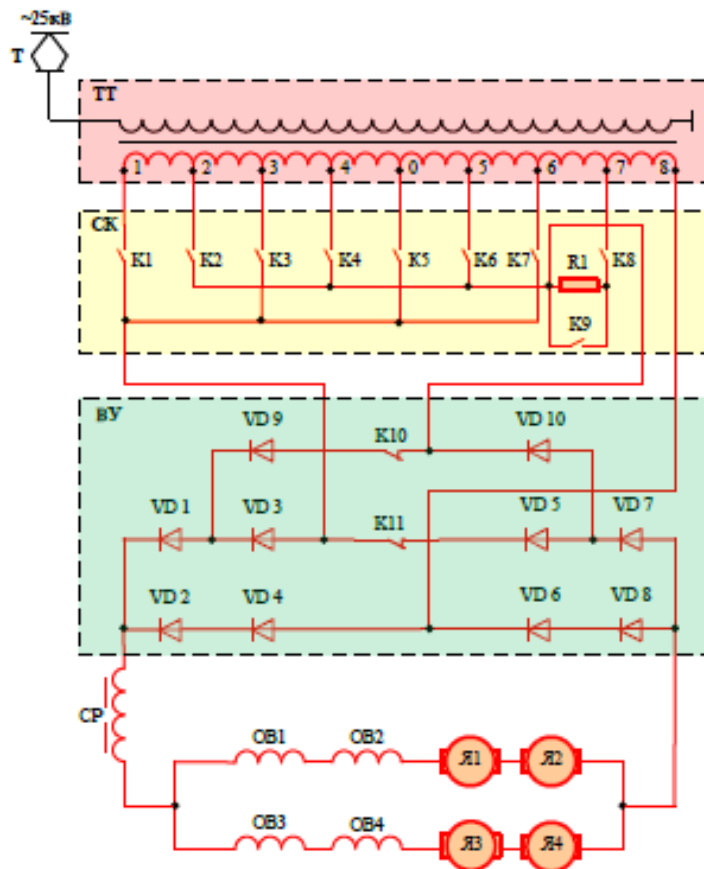 ~25кВ
Т
ТТ
1 2 3 4 0 5 6 7 8
СК
К1 К2 К3 К4 К5 К6 К7 R1 К8
К9
ВУ
VD 9 К10 VD 10
VD 1 VD 3 К11 VD 5 VD 7
VD 2 VD 4 VD 6 VD 8
СР
ОВ1 ОВ2 Я1 Я2
ОВ3 ОВ4 Я3 Я4